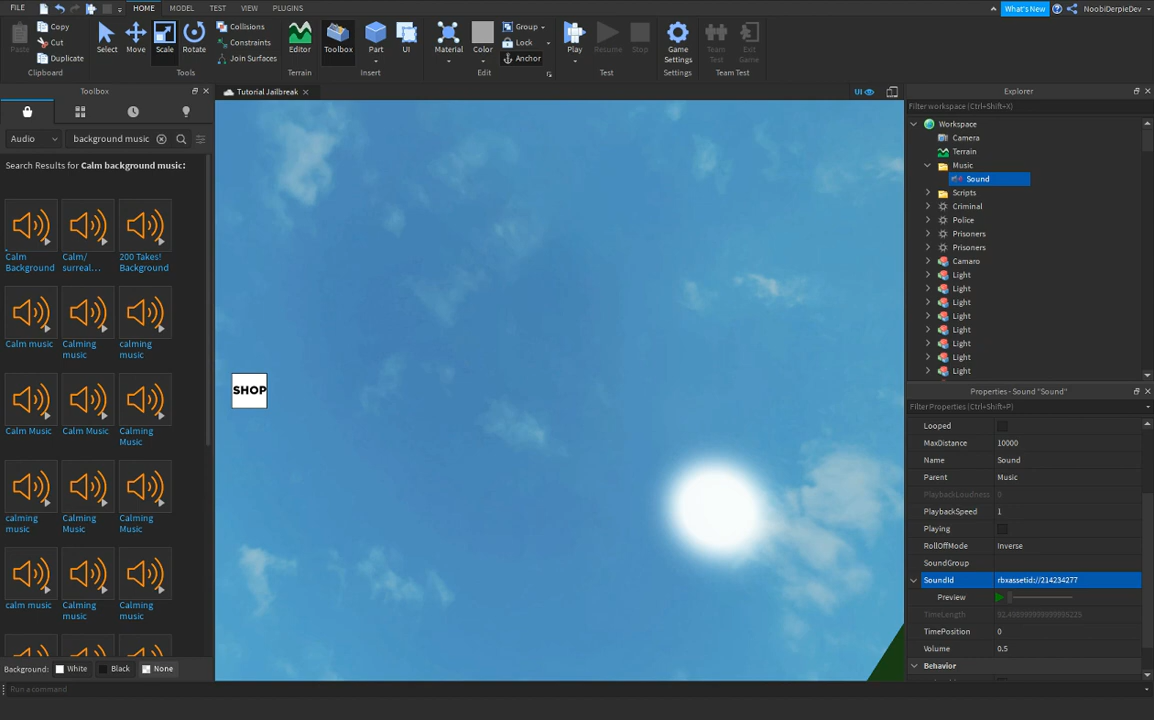 FILE HOME MODEL TEST VIEW PLUGINS What's New NoobiDerpieDev
Paste Copy Cut Duplicate Clipboard
Select Move Scale Rotate Collisions Constraints Join Surfaces Tools
Editor Terrain
Toolbox Part UI Insert
Material Color Group Lock Anchor Edit
Play Resume Stop Test
Game Settings Settings
Team Test Exit Game Team Test
Toolbox
Audio background music
Search Results for Calm background music:
Calm Background
Calm/ surreal...
200 Takes! Background
Calm music
Calming music
calming music
Calm Music
Calm Music
Calming Music
calming music
Calming Music
Calming Music
calm music
Calming music
Calming music
Background: White Black None
Run a command
Tutorial Jailbreak
UI
SHOP
Explorer
Filter workspace (Ctrl+Shift+X)
Workspace
Camera
Terrain
Music
Sound
Scripts
Criminal
Police
Prisoners
Prisoners
Camaro
Light
Light
Light
Light
Light
Light
Light
Light
Properties - Sound "Sound"
Filter Properties (Ctrl+Shift+P)
Looped
MaxDistance 10000
Name Sound
Parent Music
PlaybackLoudness 0
PlaybackSpeed 1
Playing
RollOffMode Inverse
SoundGroup
SoundId rbxassetid://214234277
Preview
TimeLength
TimePosition 0
Volume 0.5
Behavior